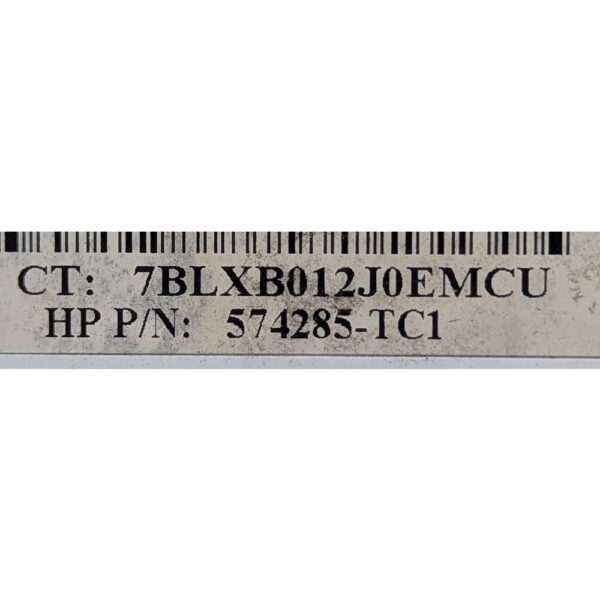 CT: 7BLXB012J0EMCU
HP P/N: 574285-TC1